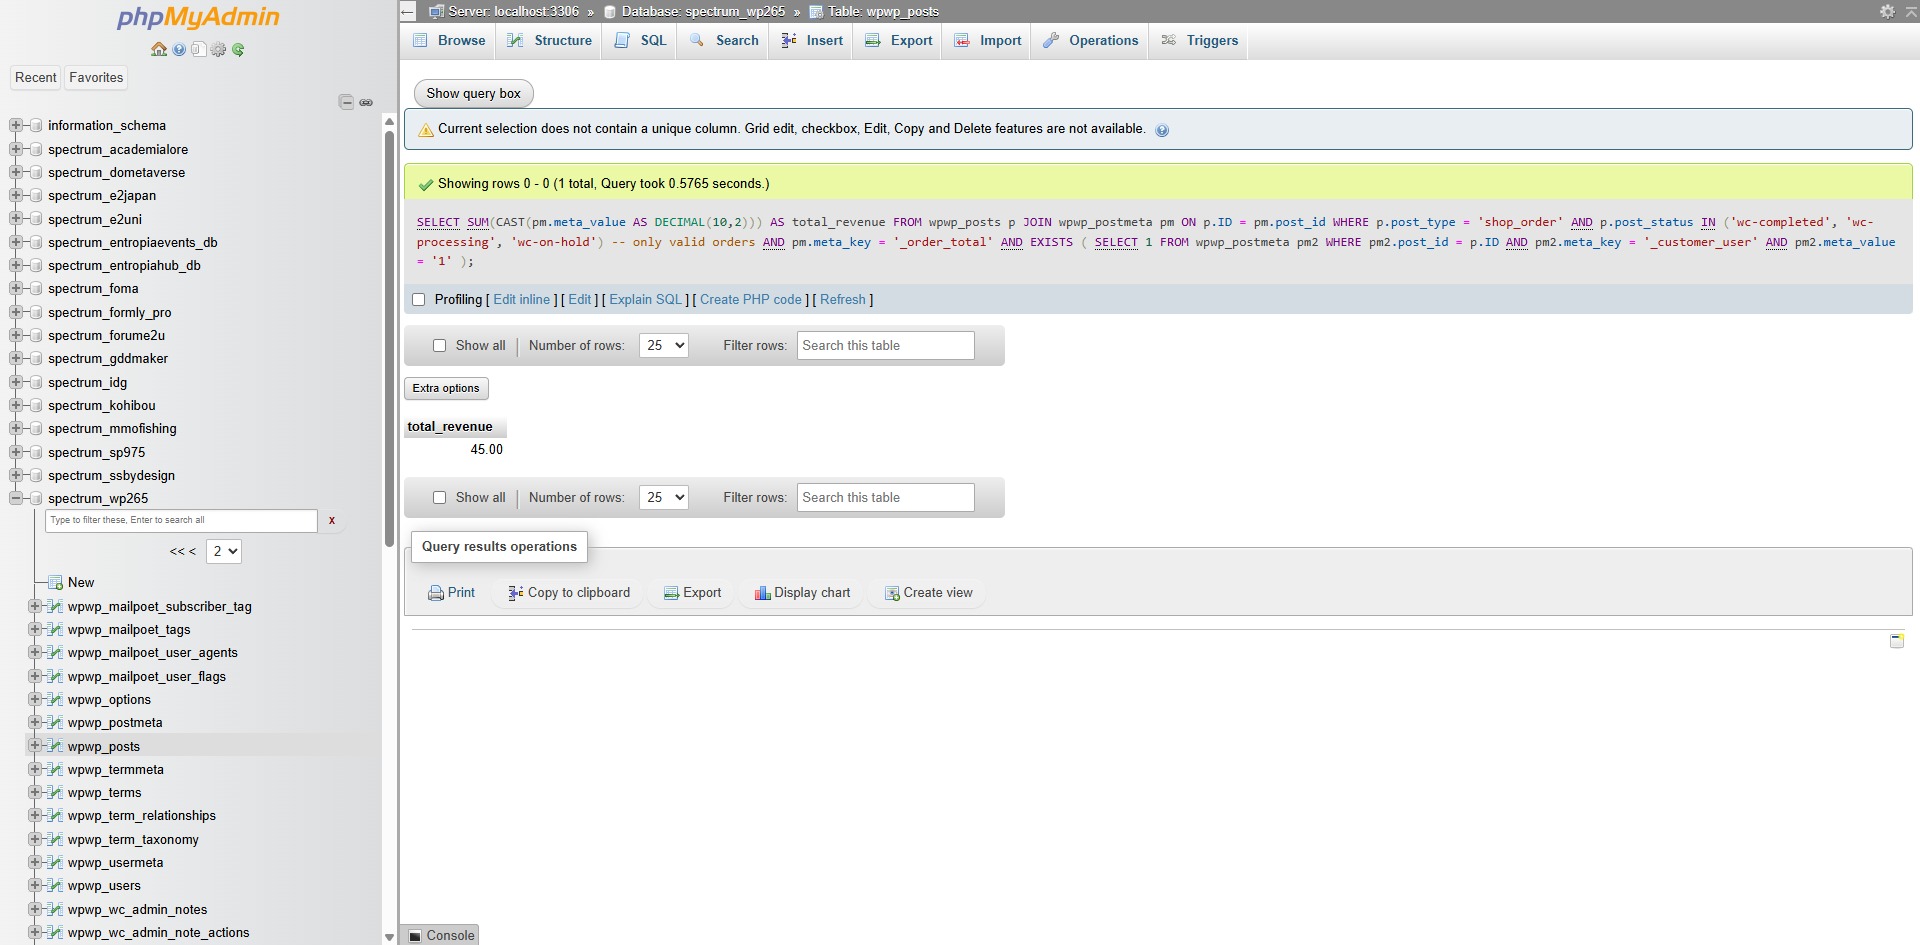 phpMyAdmin
Recent
Favorites
information_schema
spectrum_academialore
spectrum_dometaverse
spectrum_e2japan
spectrum_e2uni
spectrum_entropiaevents_db
spectrum_entropiahub_db
spectrum_foma
spectrum_formly_pro
spectrum_forume2u
spectrum_gddmaker
spectrum_idg
spectrum_kohibou
spectrum_mmofishing
spectrum_sp975
spectrum_ssbydesign
spectrum_wp265
Type to filter these, Enter to search all
x
<< < 2
New
wpwp_mailpoet_subscriber_tag
wpwp_mailpoet_tags
wpwp_mailpoet_user_agents
wpwp_mailpoet_user_flags
wpwp_options
wpwp_postmeta
wpwp_posts
wpwp_termmeta
wpwp_terms
wpwp_term_relationships
wpwp_term_taxonomy
wpwp_usermeta
wpwp_users
wpwp_wc_admin_notes
wpwp_wc_admin_note_actions
Server: localhost:3306 » Database: spectrum_wp265 » Table: wpwp_posts
Browse Structure SQL Search Insert Export Import Operations Triggers
Show query box
Current selection does not contain a unique column. Grid edit, checkbox, Edit, Copy and Delete features are not available.
Showing rows 0 - 0 (1 total, Query took 0.5765 seconds.)
SELECT SUM(CAST(pm.meta_value AS DECIMAL(10,2))) AS total_revenue FROM wpwp_posts p JOIN wpwp_postmeta pm ON p.ID = pm.post_id WHERE p.post_type = 'shop_order' AND p.post_status IN ('wc-completed', 'wc-
processing', 'wc-on-hold') -- only valid orders AND pm.meta_key = '_order_total' AND EXISTS ( SELECT 1 FROM wpwp_postmeta pm2 WHERE pm2.post_id = p.ID AND pm2.meta_key = '_customer_user' AND pm2.meta_value
= '1' );
Profiling [ Edit inline ] [ Edit ] [ Explain SQL ] [ Create PHP code ] [ Refresh ]
Show all | Number of rows: 25 Filter rows: Search this table
Extra options
total_revenue
45.00
Show all | Number of rows: 25 Filter rows: Search this table
Query results operations
Print Copy to clipboard Export Display chart Create view
Console